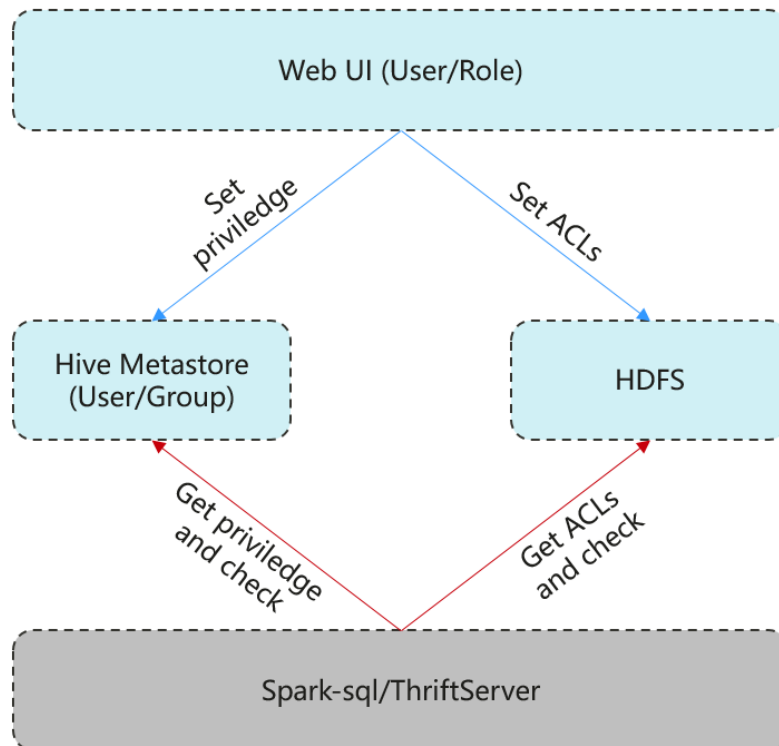 Web UI (User/Role)
Set
priviledge
Set ACLs
Hive Metastore
(User/Group)
HDFS
Get priviledge
and check
Get ACLs
and check
Spark-sql/ThriftServer